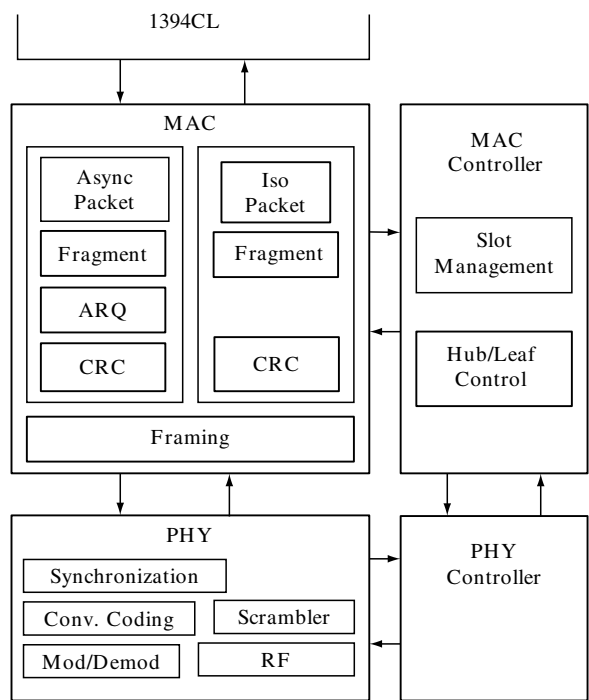 1394CL
MAC
Async
Packet
Fragment
ARQ
CRC
Iso
Packet
Fragment
CRC
Framing
MAC
Controller
Slot
Management
Hub/Leaf
Control
PHY
Synchronization
Conv. Coding
Scrambler
Mod/Demod
RF
PHY
Controller